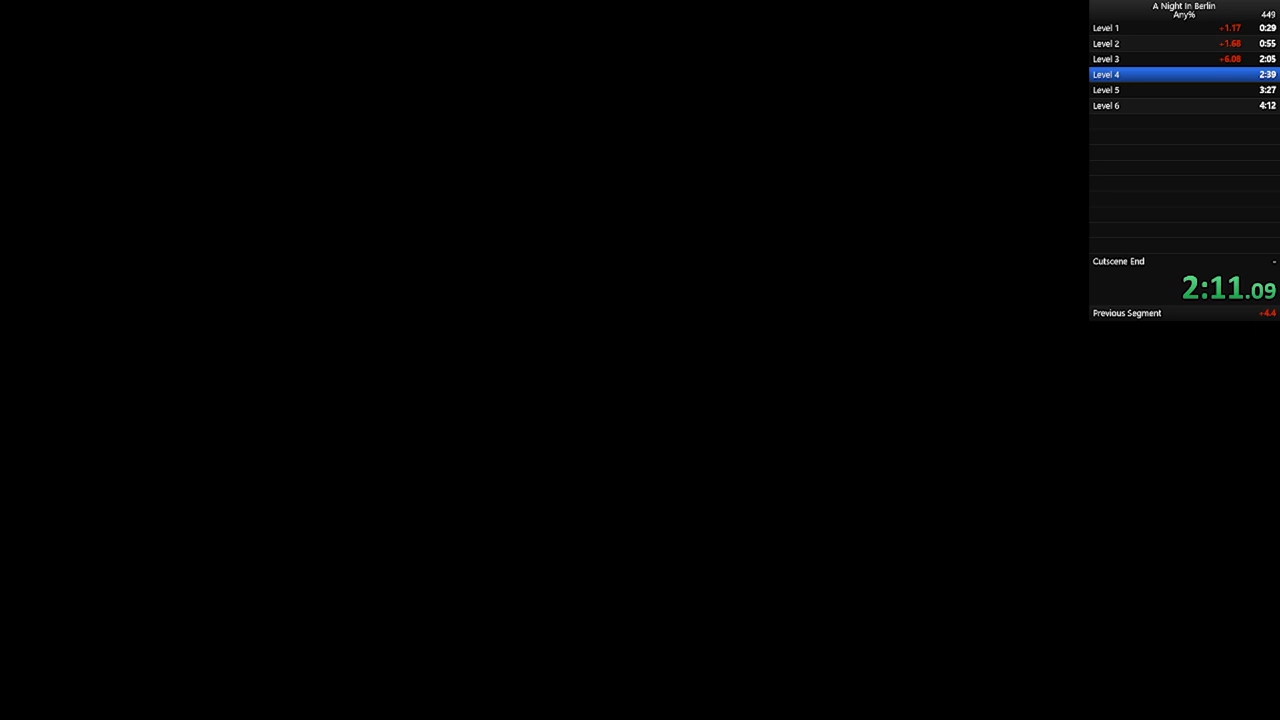 A Night In Berlin
Any% 449
Level 1 +1.17 0:29
Level 2 +1.68 0:55
Level 3 +6.08 2:05
Level 4 2:39
Level 5 3:27
Level 6 4:12
Cutscene End -
2:11.09
Previous Segment +4.4